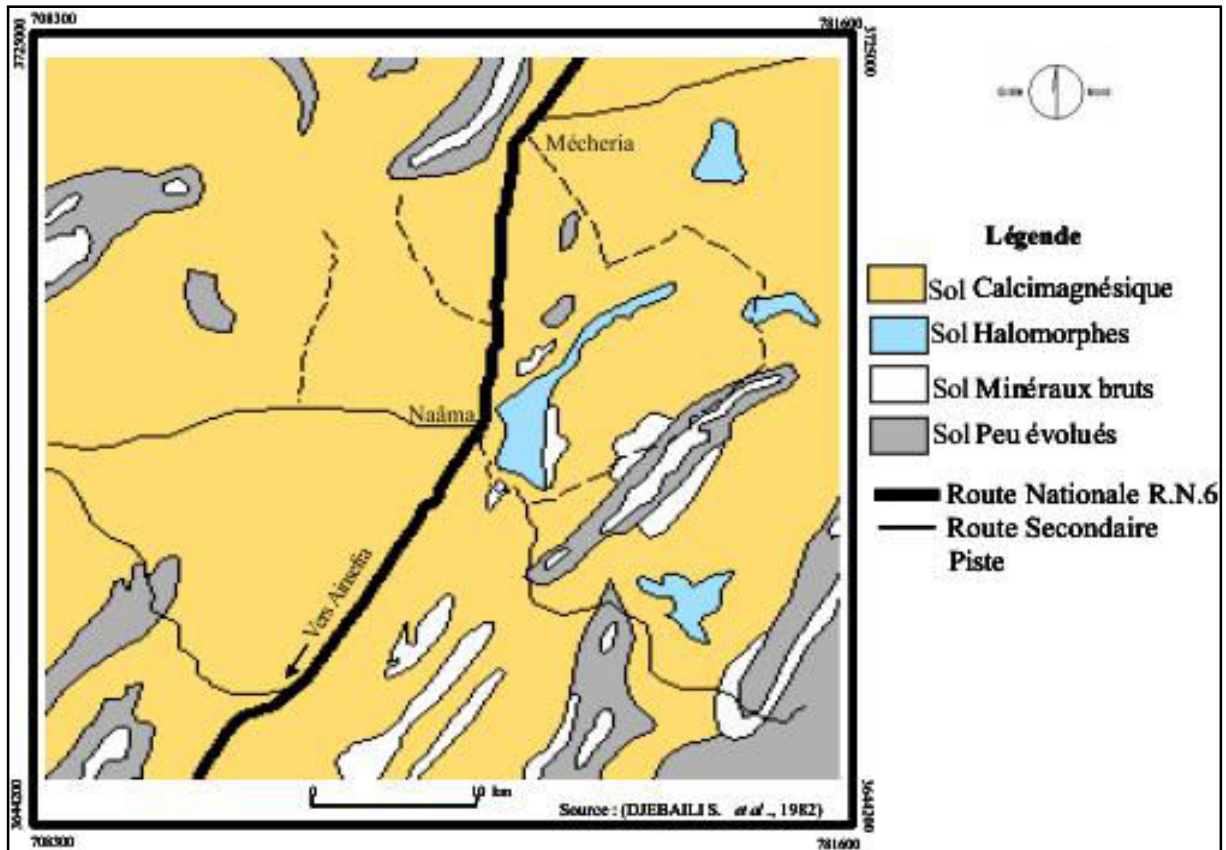 708300
781600
3725000
3725000
Mécheria
Naâma
Légende
Sol Calcimagnésique
Sol Halomorphes
Sol Minéraux bruts
Sol Peu évolués
Route Nationale R.N.6
Route Secondaire
Piste
0 10 km
Source : (DJEBAILI S. et al ., 1982)
3644200
3644200
708300
781600
Vers
Nord